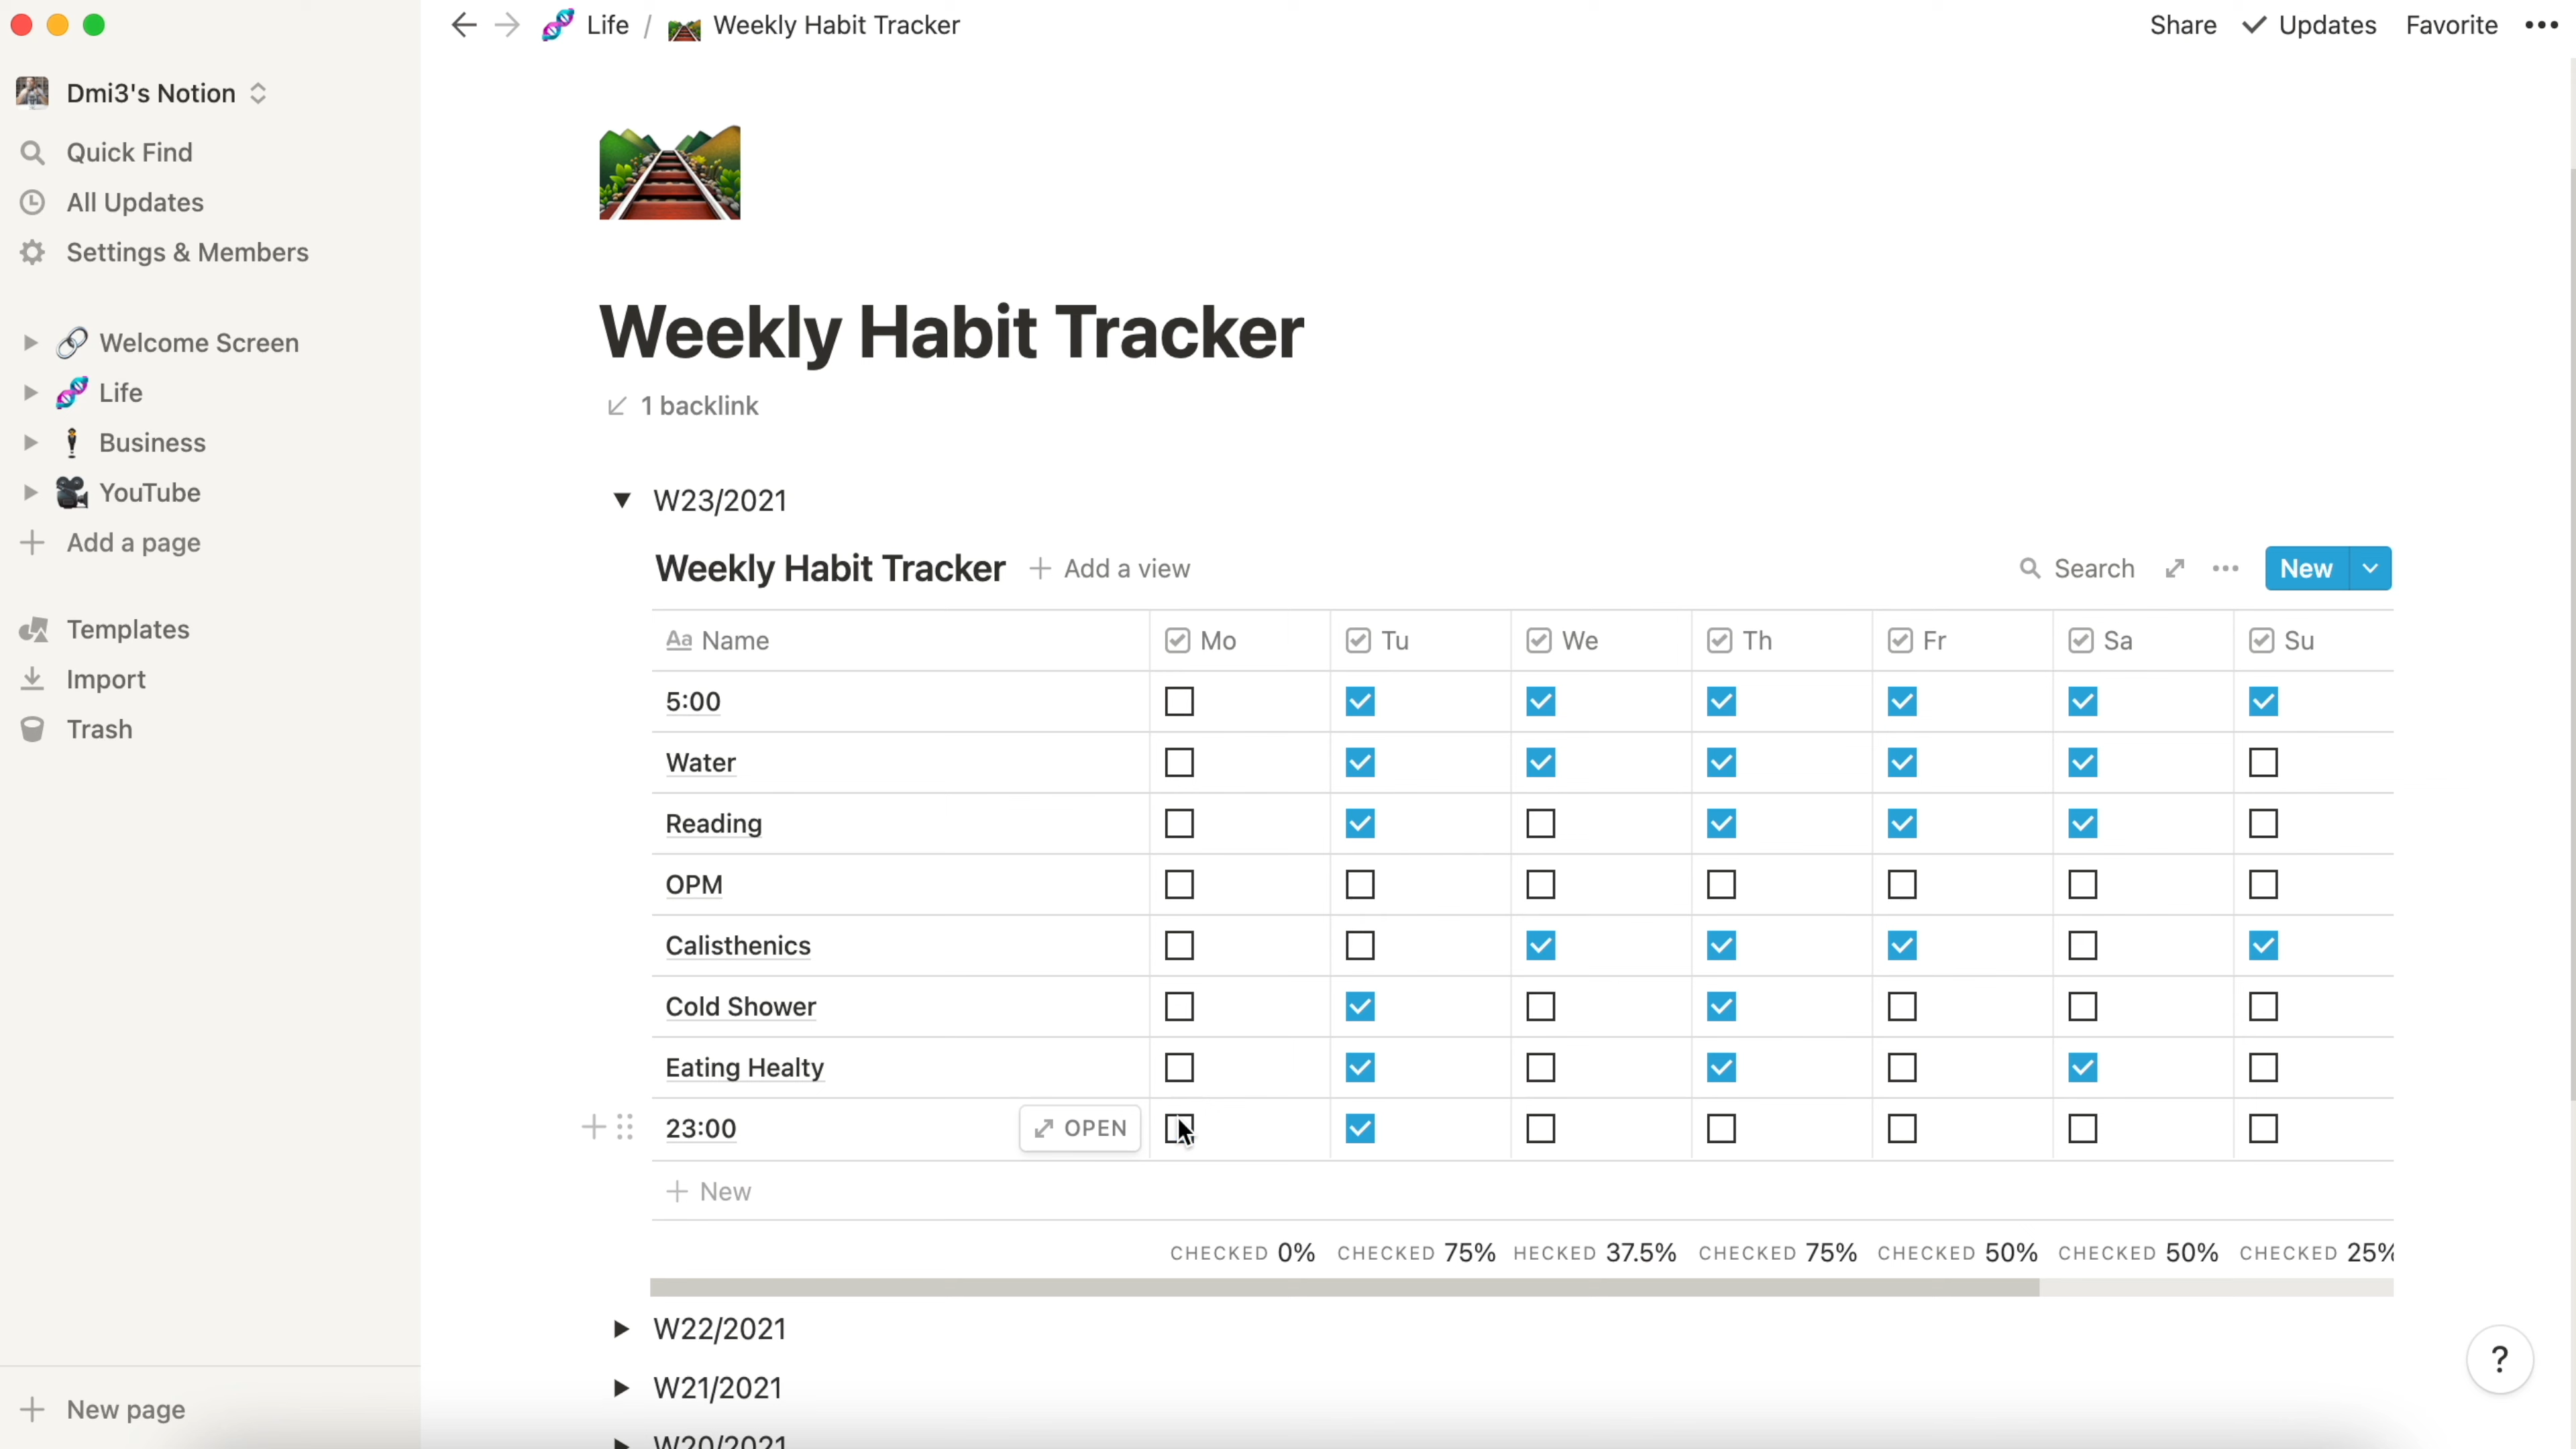 Life / Weekly Habit Tracker
Share Updates Favorite
Dmi3's Notion
Quick Find
All Updates
Settings & Members
Welcome Screen
Life
Business
YouTube
Add a page
Templates
Import
Trash
New page
Weekly Habit Tracker
1 backlink
W23/2021
Weekly Habit Tracker + Add a view Search ••• New
Aa Name Mo Tu We Th Fr Sa Su
5:00
Water
Reading
OPM
Calisthenics
Cold Shower
Eating Healty
23:00 OPEN
+ New
CHECKED 0% CHECKED 75% HECKED 37.5% CHECKED 75% CHECKED 50% CHECKED 50% CHECKED 25%
W22/2021
W21/2021
W20/2021
?